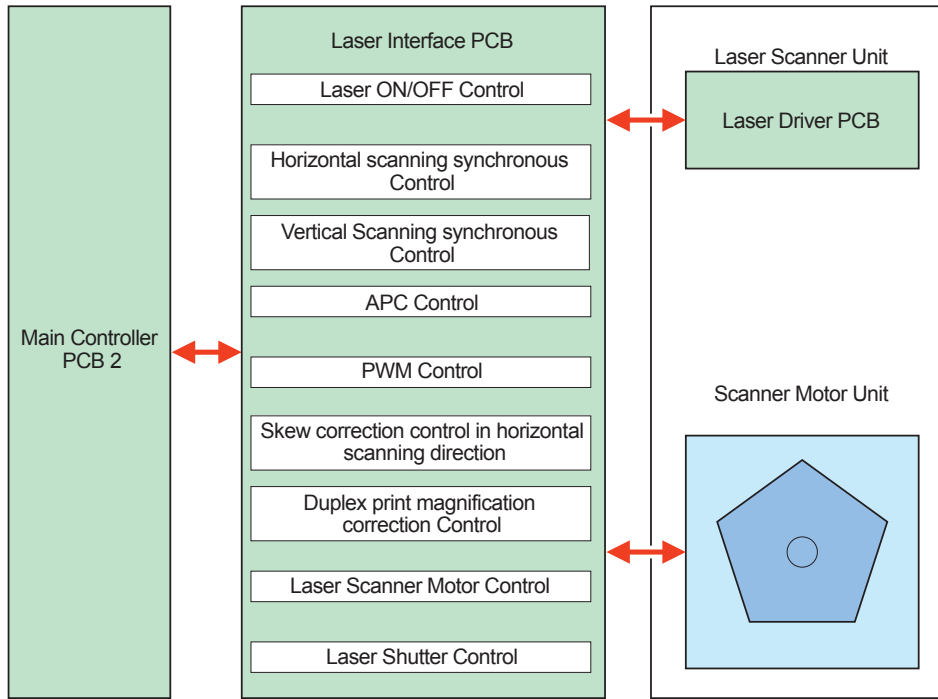 Main Controller
PCB 2
Laser Interface PCB
Laser ON/OFF Control
Horizontal scanning synchronous
Control
Vertical Scanning synchronous
Control
APC Control
PWM Control
Skew correction control in horizontal
scanning direction
Duplex print magnification
correction Control
Laser Scanner Motor Control
Laser Shutter Control
Laser Scanner Unit
Laser Driver PCB
Scanner Motor Unit